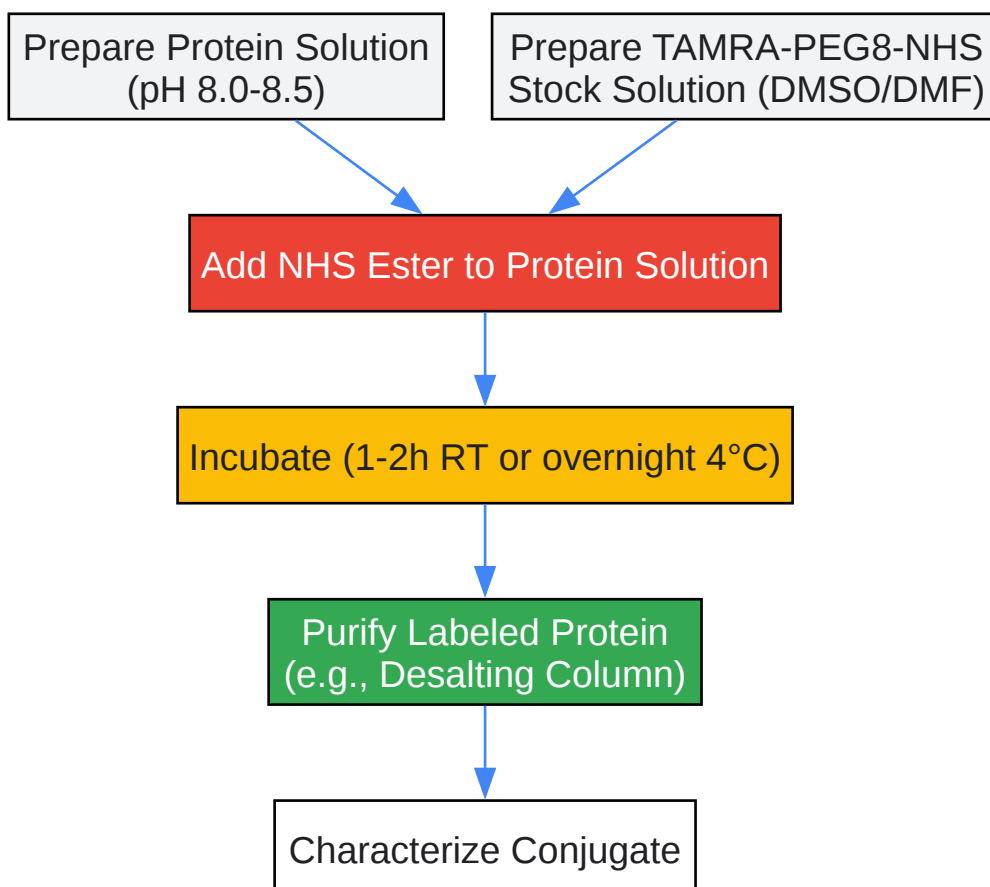 Prepare Protein Solution
(pH 8.0-8.5)
Prepare TAMRA-PEG8-NHS
Stock Solution (DMSO/DMF)
Add NHS Ester to Protein Solution
Incubate (1-2h RT or overnight 4°C)
Purify Labeled Protein
(e.g., Desalting Column)
Characterize Conjugate